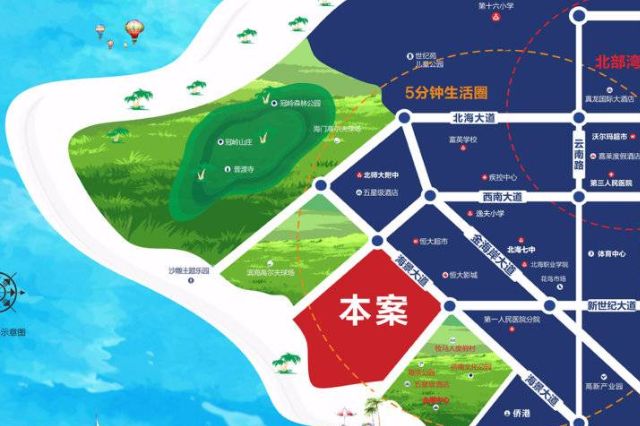 第十六小学
世纪苑
儿童公园
北部湾
5分钟生活圈
真龙国际大酒店
冠岭森林公园
北海大道
海门高尔夫球场
沃尔玛超市
冠岭山庄
富英学校
云南路
嘉莱度假酒店
普渡寺
北师大附中
疾控中心
第三人民医院
五星级酒店
西南大道
逸夫小学
恒大超市
北海七中
体育中心
金海岸大道
沙雕主题乐园
滨海高尔夫球场
海景大道
恒大影城
北海职业学院
花鸟市场
本案
新世纪大道
示意图
第一人民医院分院
五星级酒店
高新产业园
海景大道
侨港